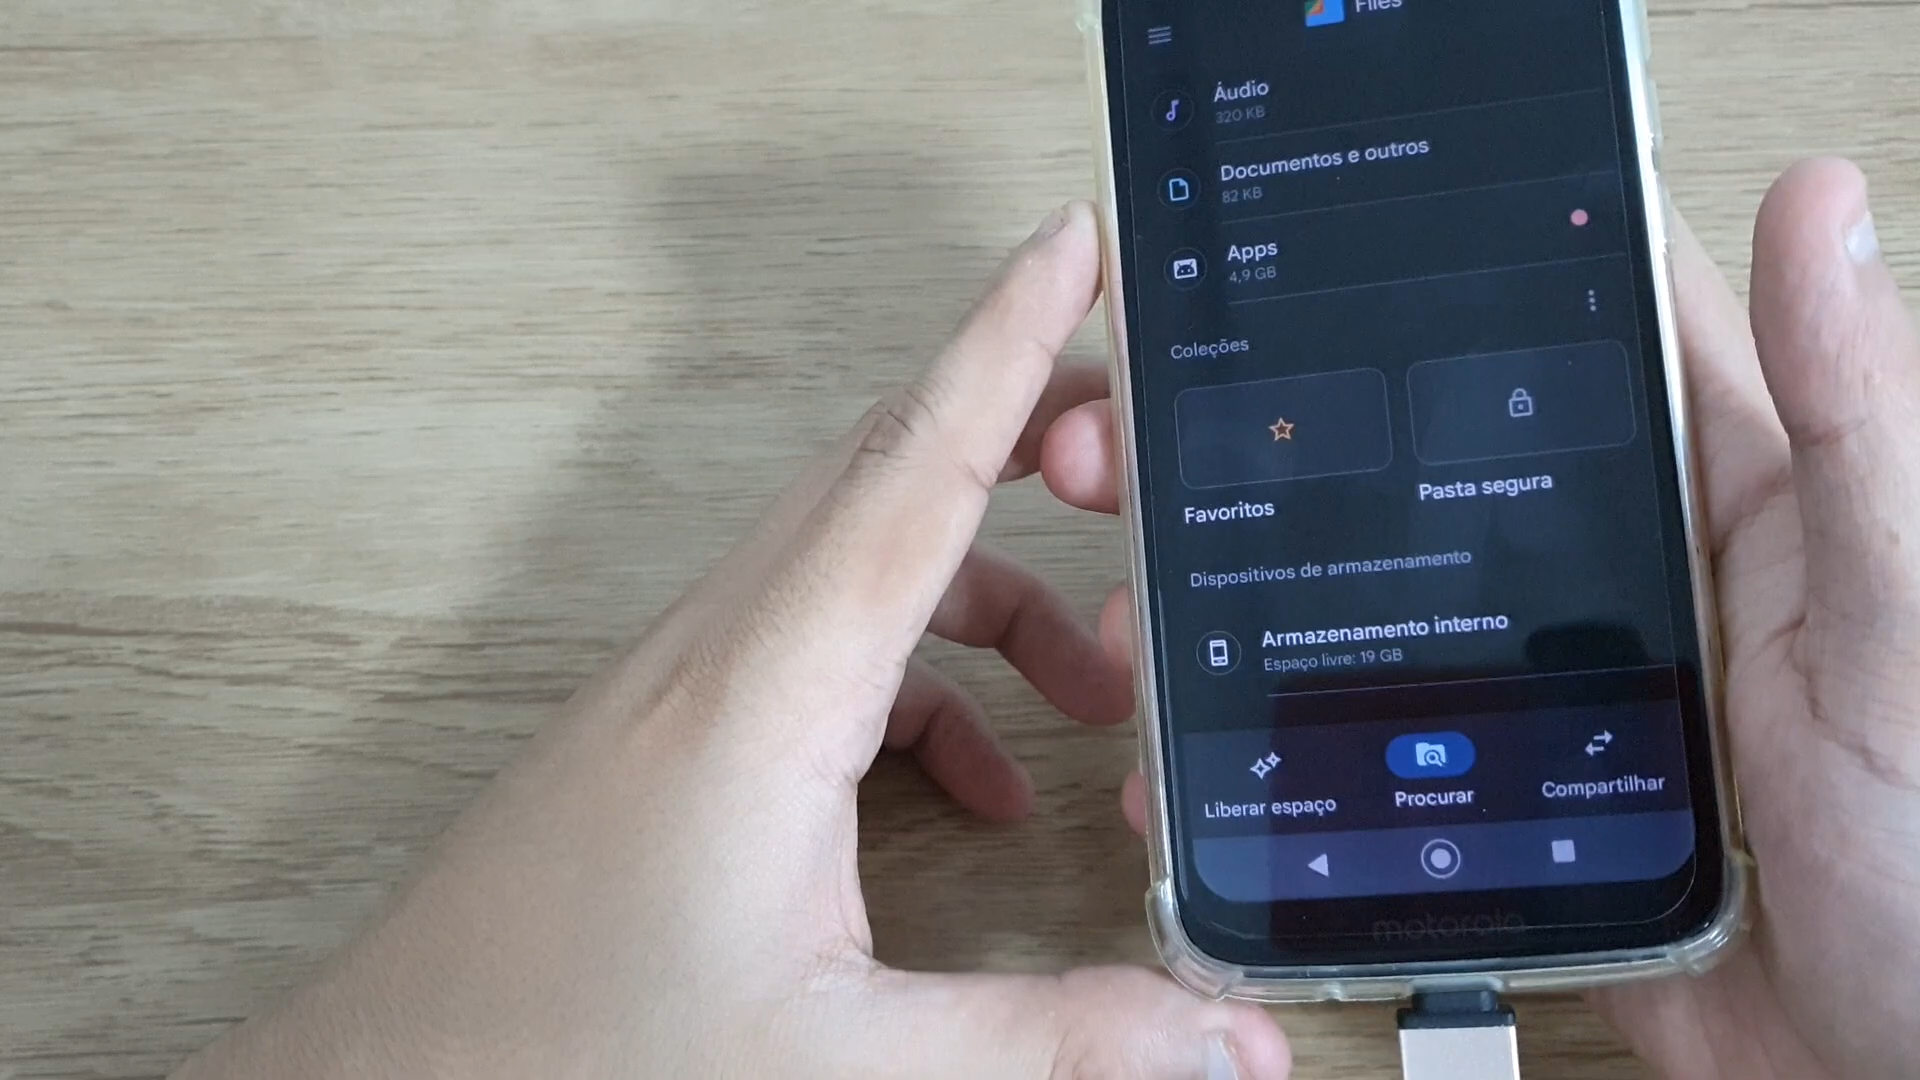 Files
Áudio
320 KB
Documentos e outros
82 KB
Apps
4,9 GB
Coleções
Favoritos
Pasta segura
Dispositivos de armazenamento
Armazenamento interno
Espaço livre: 19 GB
Liberar espaço
Procurar
Compartilhar
motorola